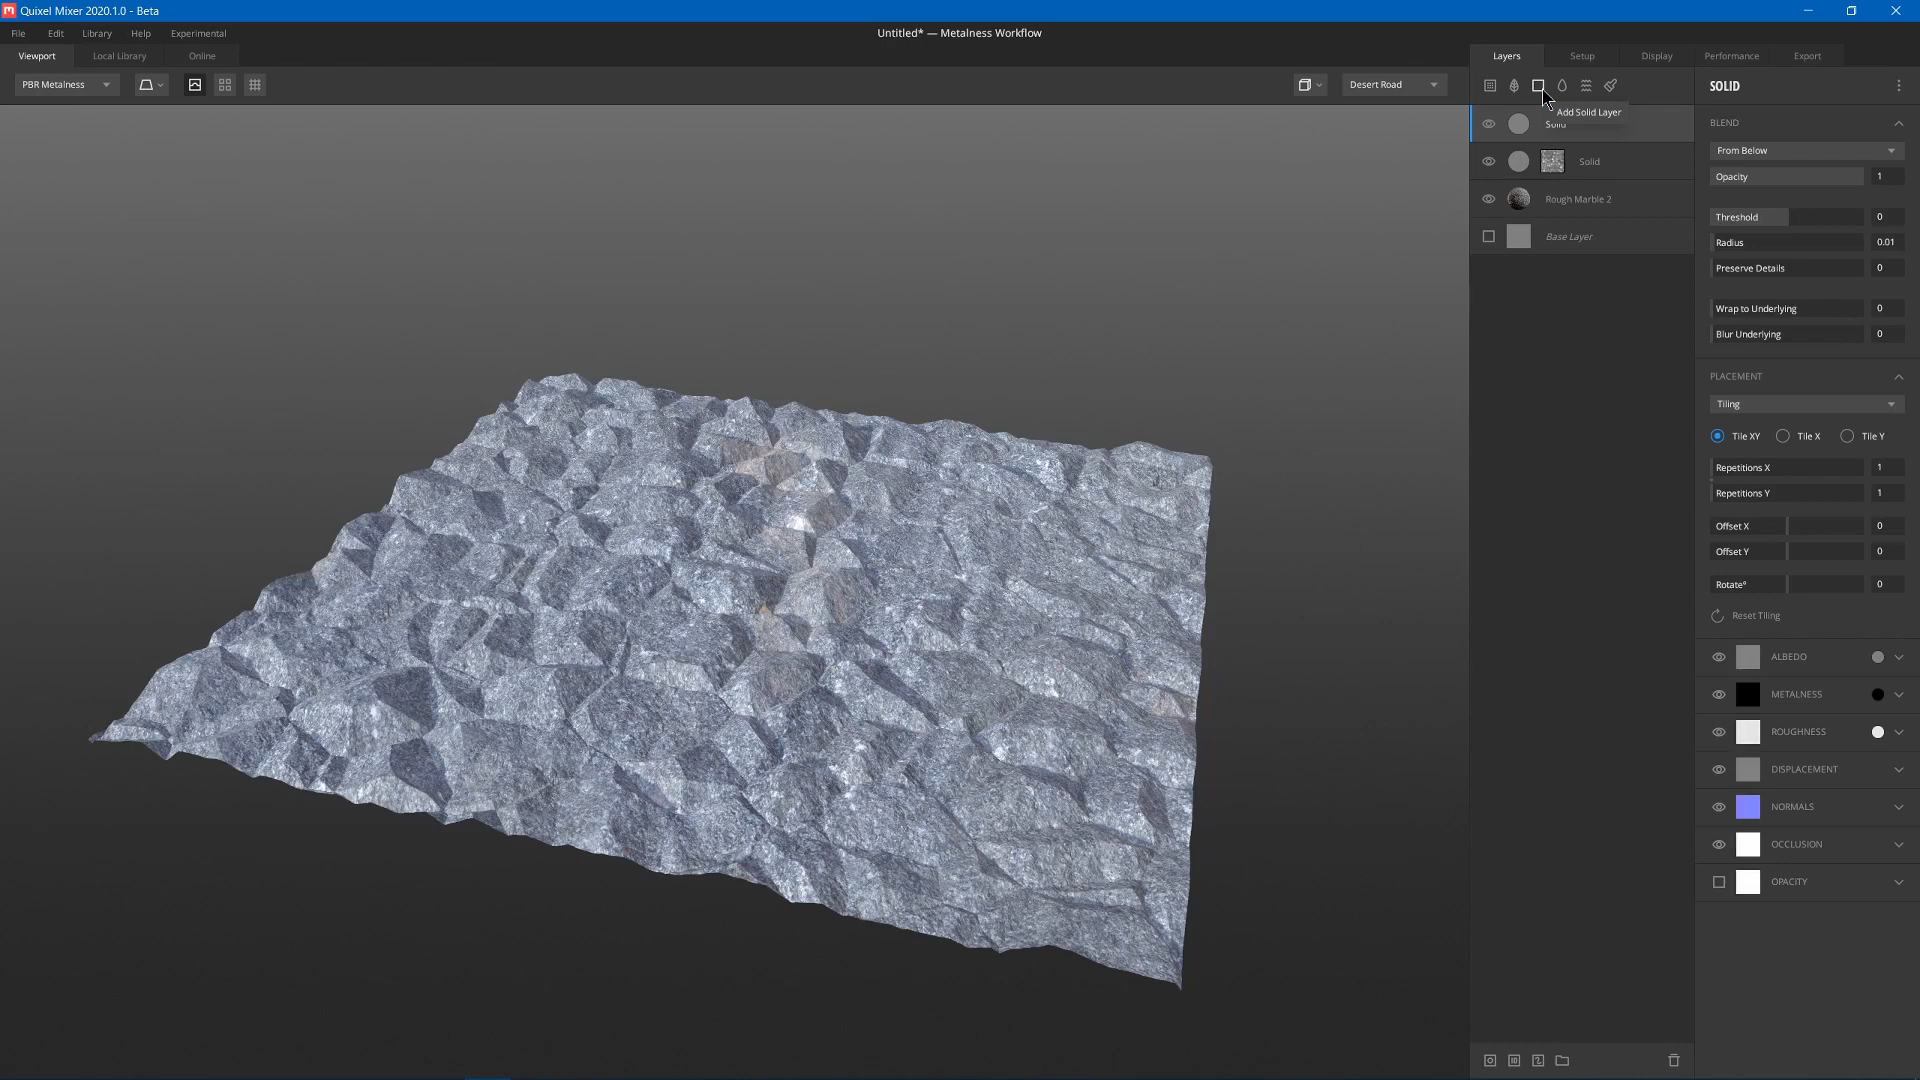 Quixel Mixer 2020.1.0 - Beta
File Edit Library Help Experimental
Untitled* — Metalness Workflow
Viewport Local Library Online
Layers Setup Display Performance Export
PBR Metalness
Desert Road
SOLID
Add Solid Layer
Solid
Solid
Rough Marble 2
Base Layer
BLEND
From Below
Opacity 1
Threshold 0
Radius 0.01
Preserve Details 0
Wrap to Underlying 0
Blur Underlying 0
PLACEMENT
Tiling
Tile XY Tile X Tile Y
Repetitions X 1
Repetitions Y 1
Offset X 0
Offset Y 0
Rotate° 0
Reset Tiling
ALBEDO
METALNESS
ROUGHNESS
DISPLACEMENT
NORMALS
OCCLUSION
OPACITY